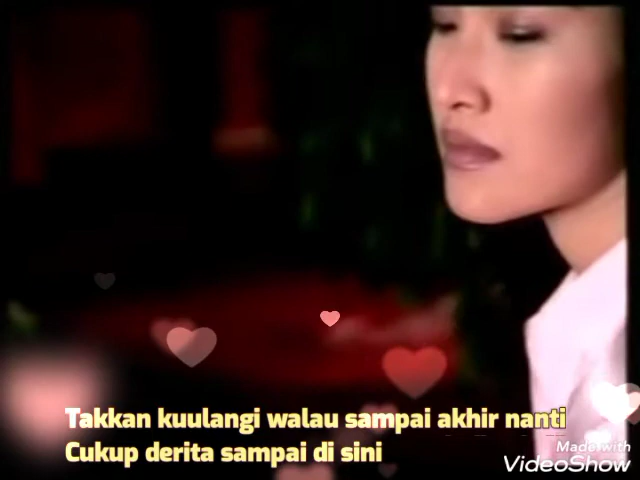 Takkan kuulangi walau sampai akhir nanti
Cukup derita sampai di sini
Made with
VideoShow